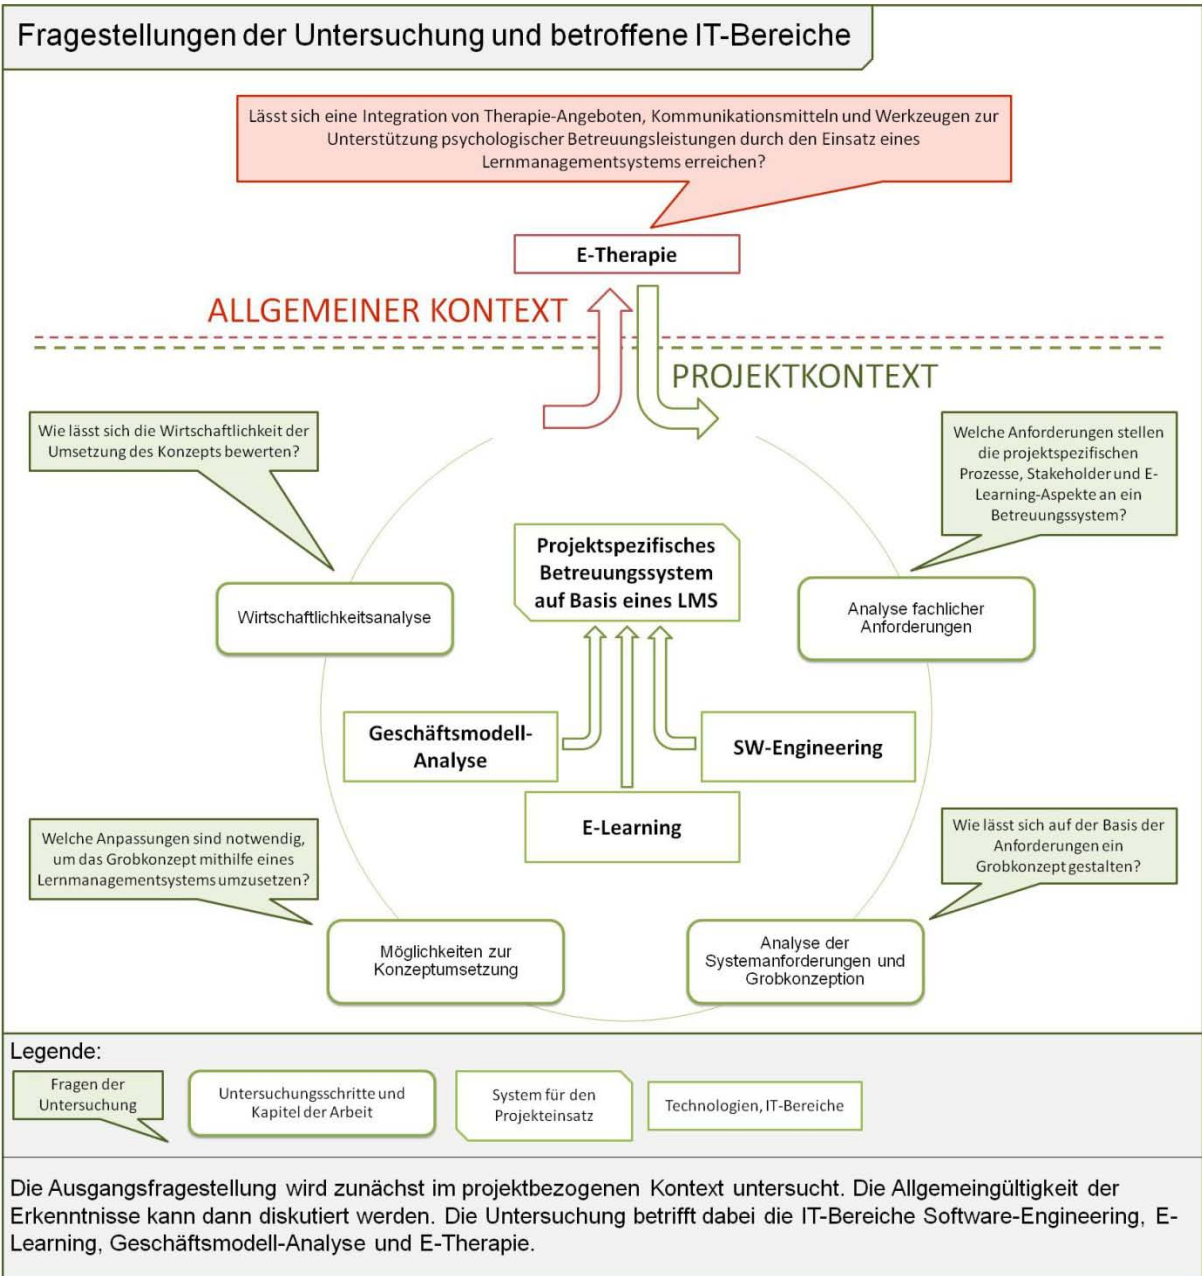 Fragestellungen der Untersuchung und betroffene IT-Bereiche
Lässt sich eine Integration von Therapie-Angeboten, Kommunikationsmitteln und Werkzeugen zur
Unterstützung psychologischer Betreuungsleistungen durch den Einsatz eines
Lernmanagementsystems erreichen?
E-Therapie
ALLGEMEINER KONTEXT
PROJEKTKONTEXT
Wie lässt sich die Wirtschaftlichkeit der
Umsetzung des Konzepts bewerten?
Welche Anforderungen stellen
die projektspezifischen
Prozesse, Stakeholder und E-
Learning-Aspekte an ein
Betreuungssystem?
Projektspezifisches
Betreuungssystem
auf Basis eines LMS
Wirtschaftlichkeitsanalyse
Analyse fachlicher
Anforderungen
Geschäftsmodell-
Analyse
SW-Engineering
E-Learning
Welche Anpassungen sind notwendig,
um das Grobkonzept mithilfe eines
Lernmanagementsystems umzusetzen?
Wie lässt sich auf der Basis der
Anforderungen ein
Grobkonzept gestalten?
Möglichkeiten zur
Konzeptumsetzung
Analyse der
Systemanforderungen und
Grobkonzeption
Legende:
Fragen der
Untersuchung
Untersuchungsschritte und
Kapitel der Arbeit
System für den
Projekteinsatz
Technologien, IT-Bereiche
Die Ausgangsfragestellung wird zunächst im projektbezogenen Kontext untersucht. Die Allgemeingültigkeit der
Erkenntnisse kann dann diskutiert werden. Die Untersuchung betrifft dabei die IT-Bereiche Software-Engineering, E-
Learning, Geschäftsmodell-Analyse und E-Therapie.